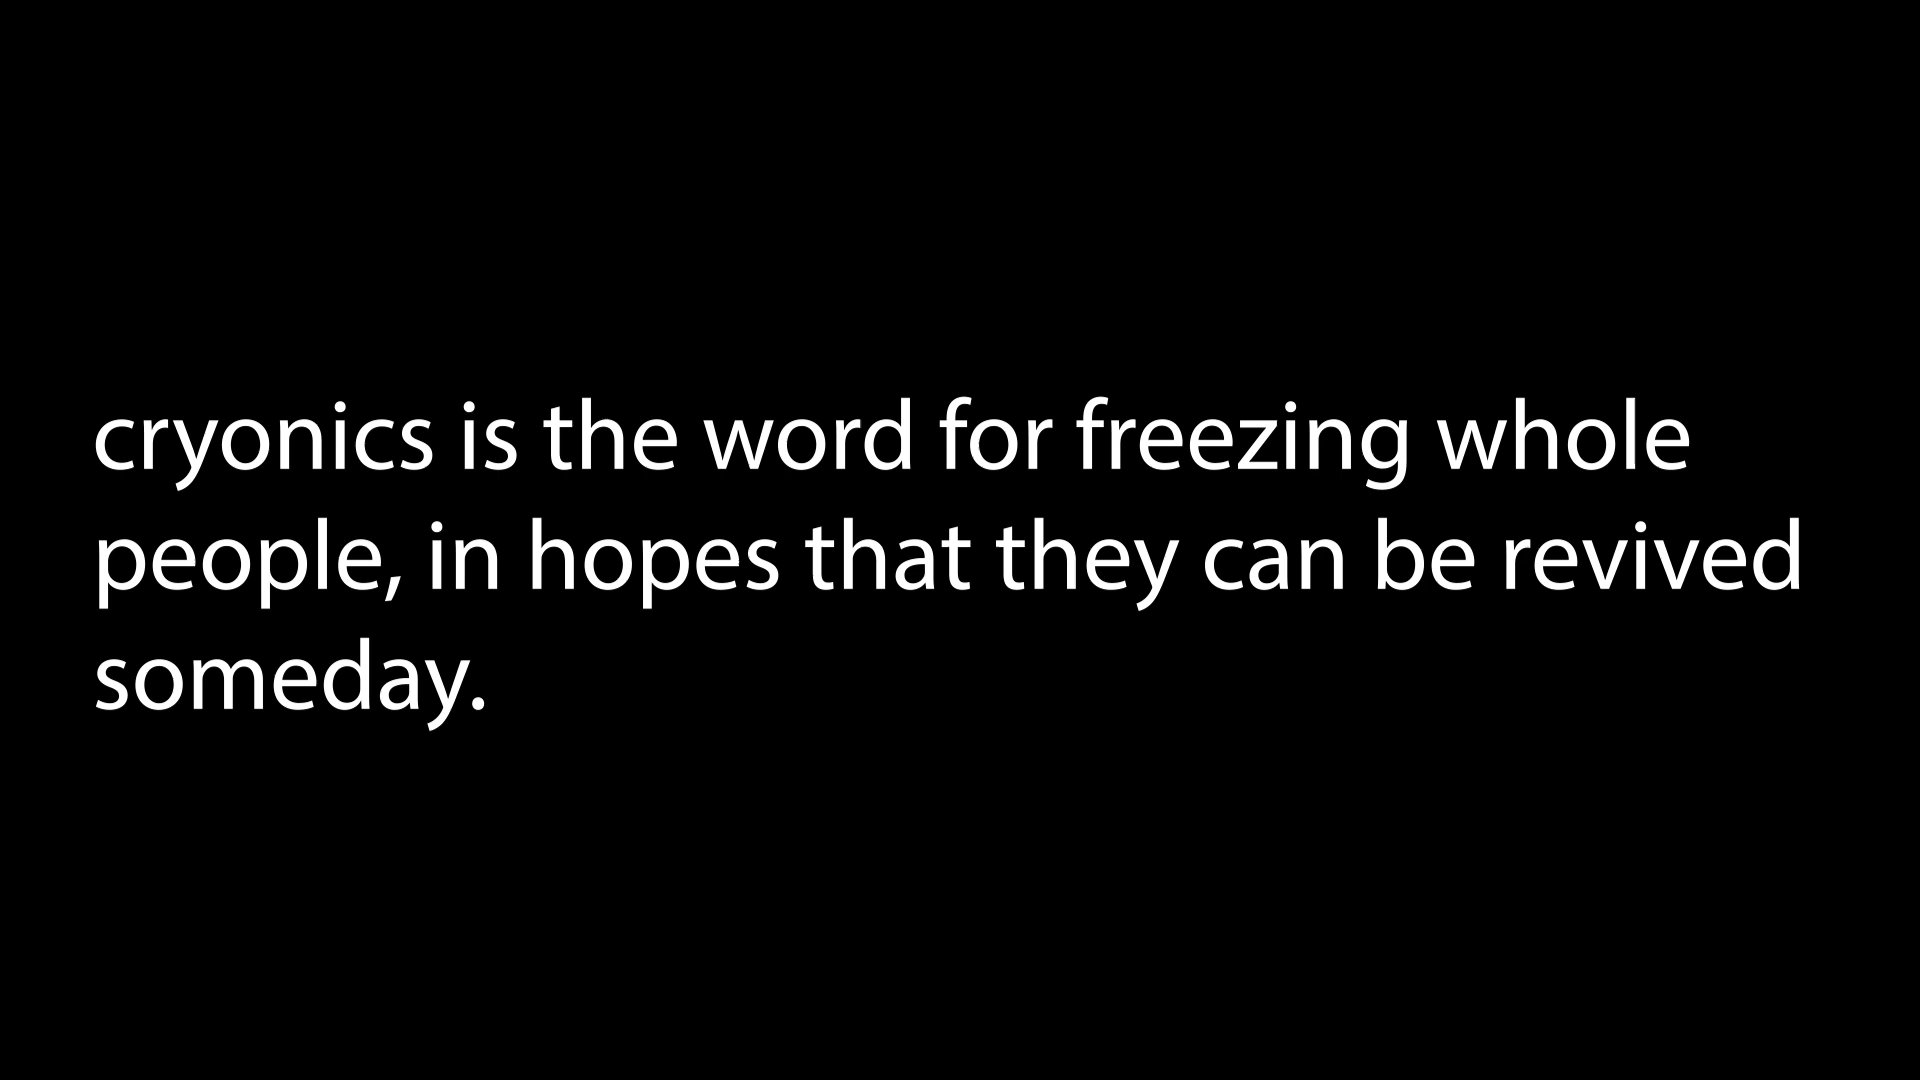 cryonics is the word for freezing whole
people, in hopes that they can be revived
someday.